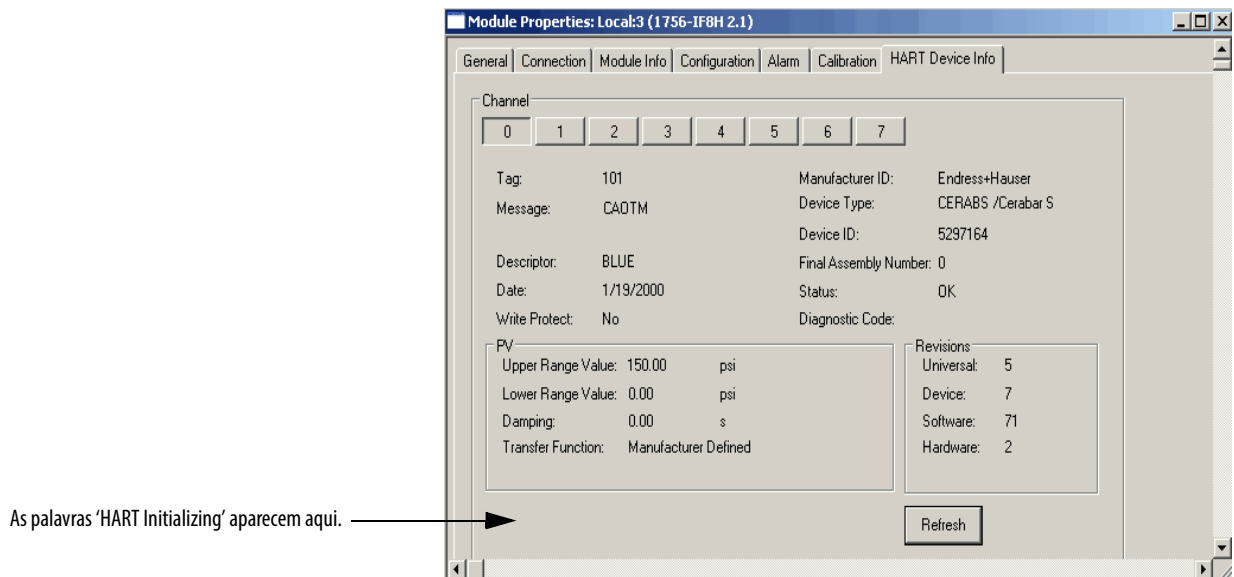 Module Properties: Local:3 (1756-IF8H 2.1)
General Connection Module Info Configuration Alarm Calibration HART Device Info
Channel
0 1 2 3 4 5 6 7
Tag: 101 Manufacturer ID: Endress+Hauser
Message: CAOTM Device Type: CERABS /Cerabar S
Device ID: 5297164
Descriptor: BLUE Final Assembly Number: 0
Date: 1/19/2000 Status: OK
Write Protect: No Diagnostic Code:
PV Revisions
Upper Range Value: 150.00 psi Universal: 5
Lower Range Value: 0.00 psi Device: 7
Damping: 0.00 s Software: 71
Transfer Function: Manufacturer Defined Hardware: 2
As palavras ‘HART Initializing’ aparecem aqui. Refresh